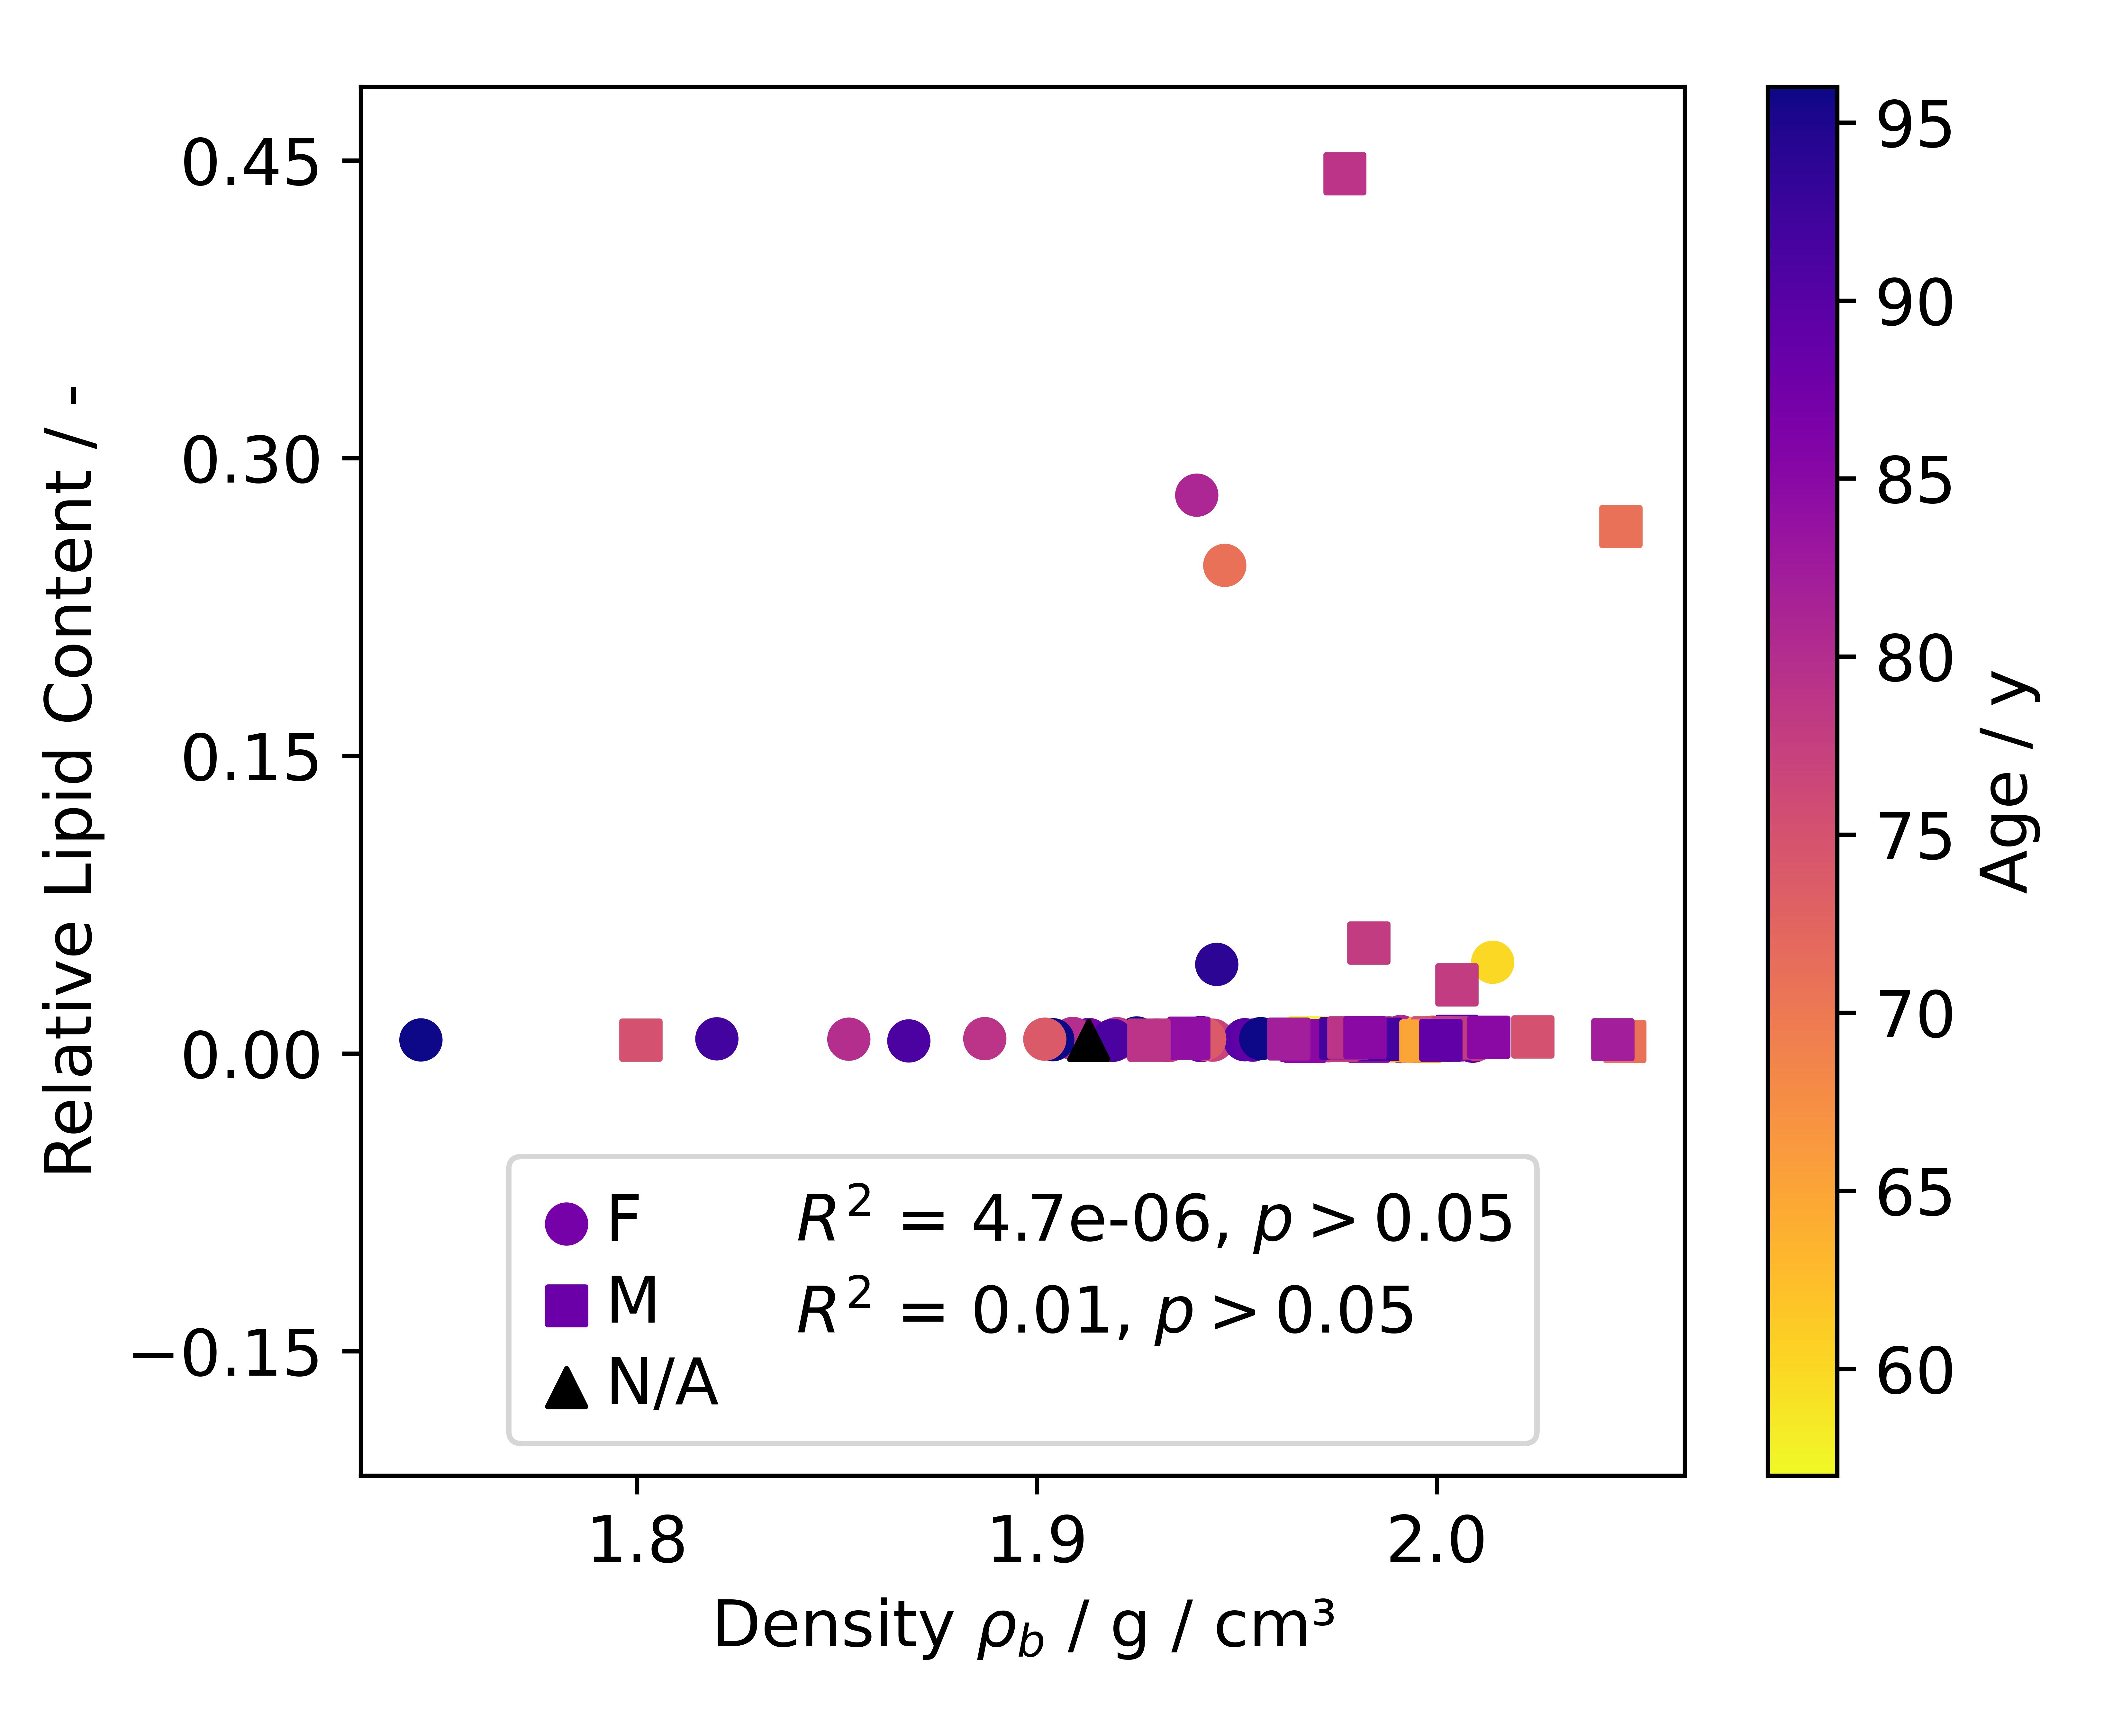 0.45
0.30
0.15
0.00
−0.15
Relative Lipid Content / -
1.8 1.9 2.0
Density ρb / g / cm³
F R² = 4.7e-06, p > 0.05
M R² = 0.01, p > 0.05
N/A
95
90
85
80
75
70
65
60
Age / y